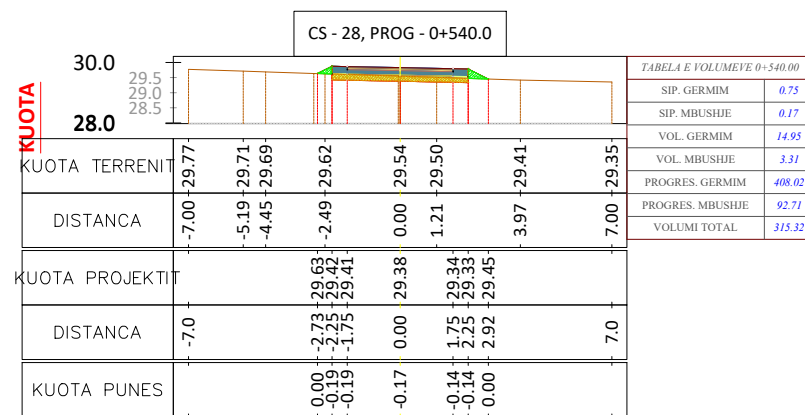 CS - 28, PROG - 0+540.0
KUOTA
30.0
29.5
29.0
28.5
28.0
KUOTA TERRENIT
29.77
29.71
29.69
29.62
29.54
29.50
29.41
29.35
DISTANCA
-7.00
-5.19
-4.45
-2.49
0.00
1.21
3.97
7.00
KUOTA PROJEKTIT
29.63
29.42
29.41
29.38
29.34
29.33
29.45
DISTANCA
-7.0
-2.73
-2.25
-1.75
0.00
1.75
2.25
2.92
7.0
KUOTA PUNES
0.00
-0.19
-0.19
-0.17
-0.14
-0.14
0.00
TABELA E VOLUMEVE 0+540.00
SIP. GERMIM 0.75
SIP. MBUSHJE 0.17
VOL. GERMIM 14.95
VOL. MBUSHJE 3.31
PROGRES. GERMIM 408.02
PROGRES. MBUSHJE 92.71
VOLUMI TOTAL 315.32